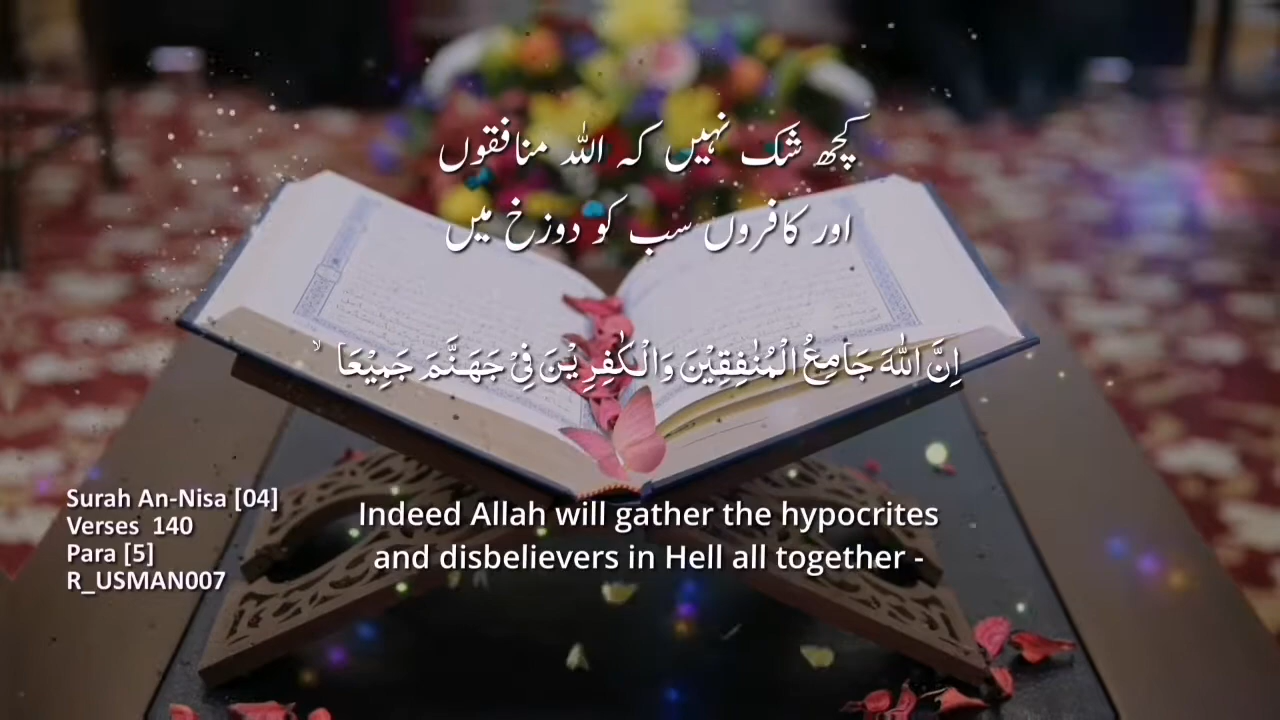 کچھ شک نہیں کہ اللہ منافقوں
اور کافروں سب کو دوزخ میں
اِنَّ اللّٰهَ جَامِعُ الْمُنٰفِقِیْنَ وَالْكٰفِرِیْنَ فِیْ جَهَنَّمَ جَمِیْعَا ۙ
Surah An-Nisa [04]
Verses 140
Para [5]
R_USMAN007
Indeed Allah will gather the hypocrites
and disbelievers in Hell all together -